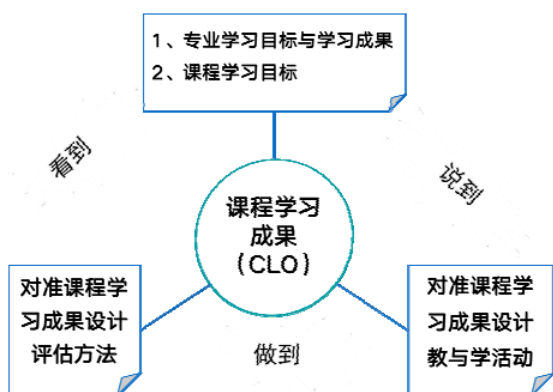 1、专业学习目标与学习成果
2、课程学习目标
看到
说到
课程学习
成果
（CLO）
对准课程学
习成果设计
评估方法
做到
对准课程学
习成果设计
教与学活动